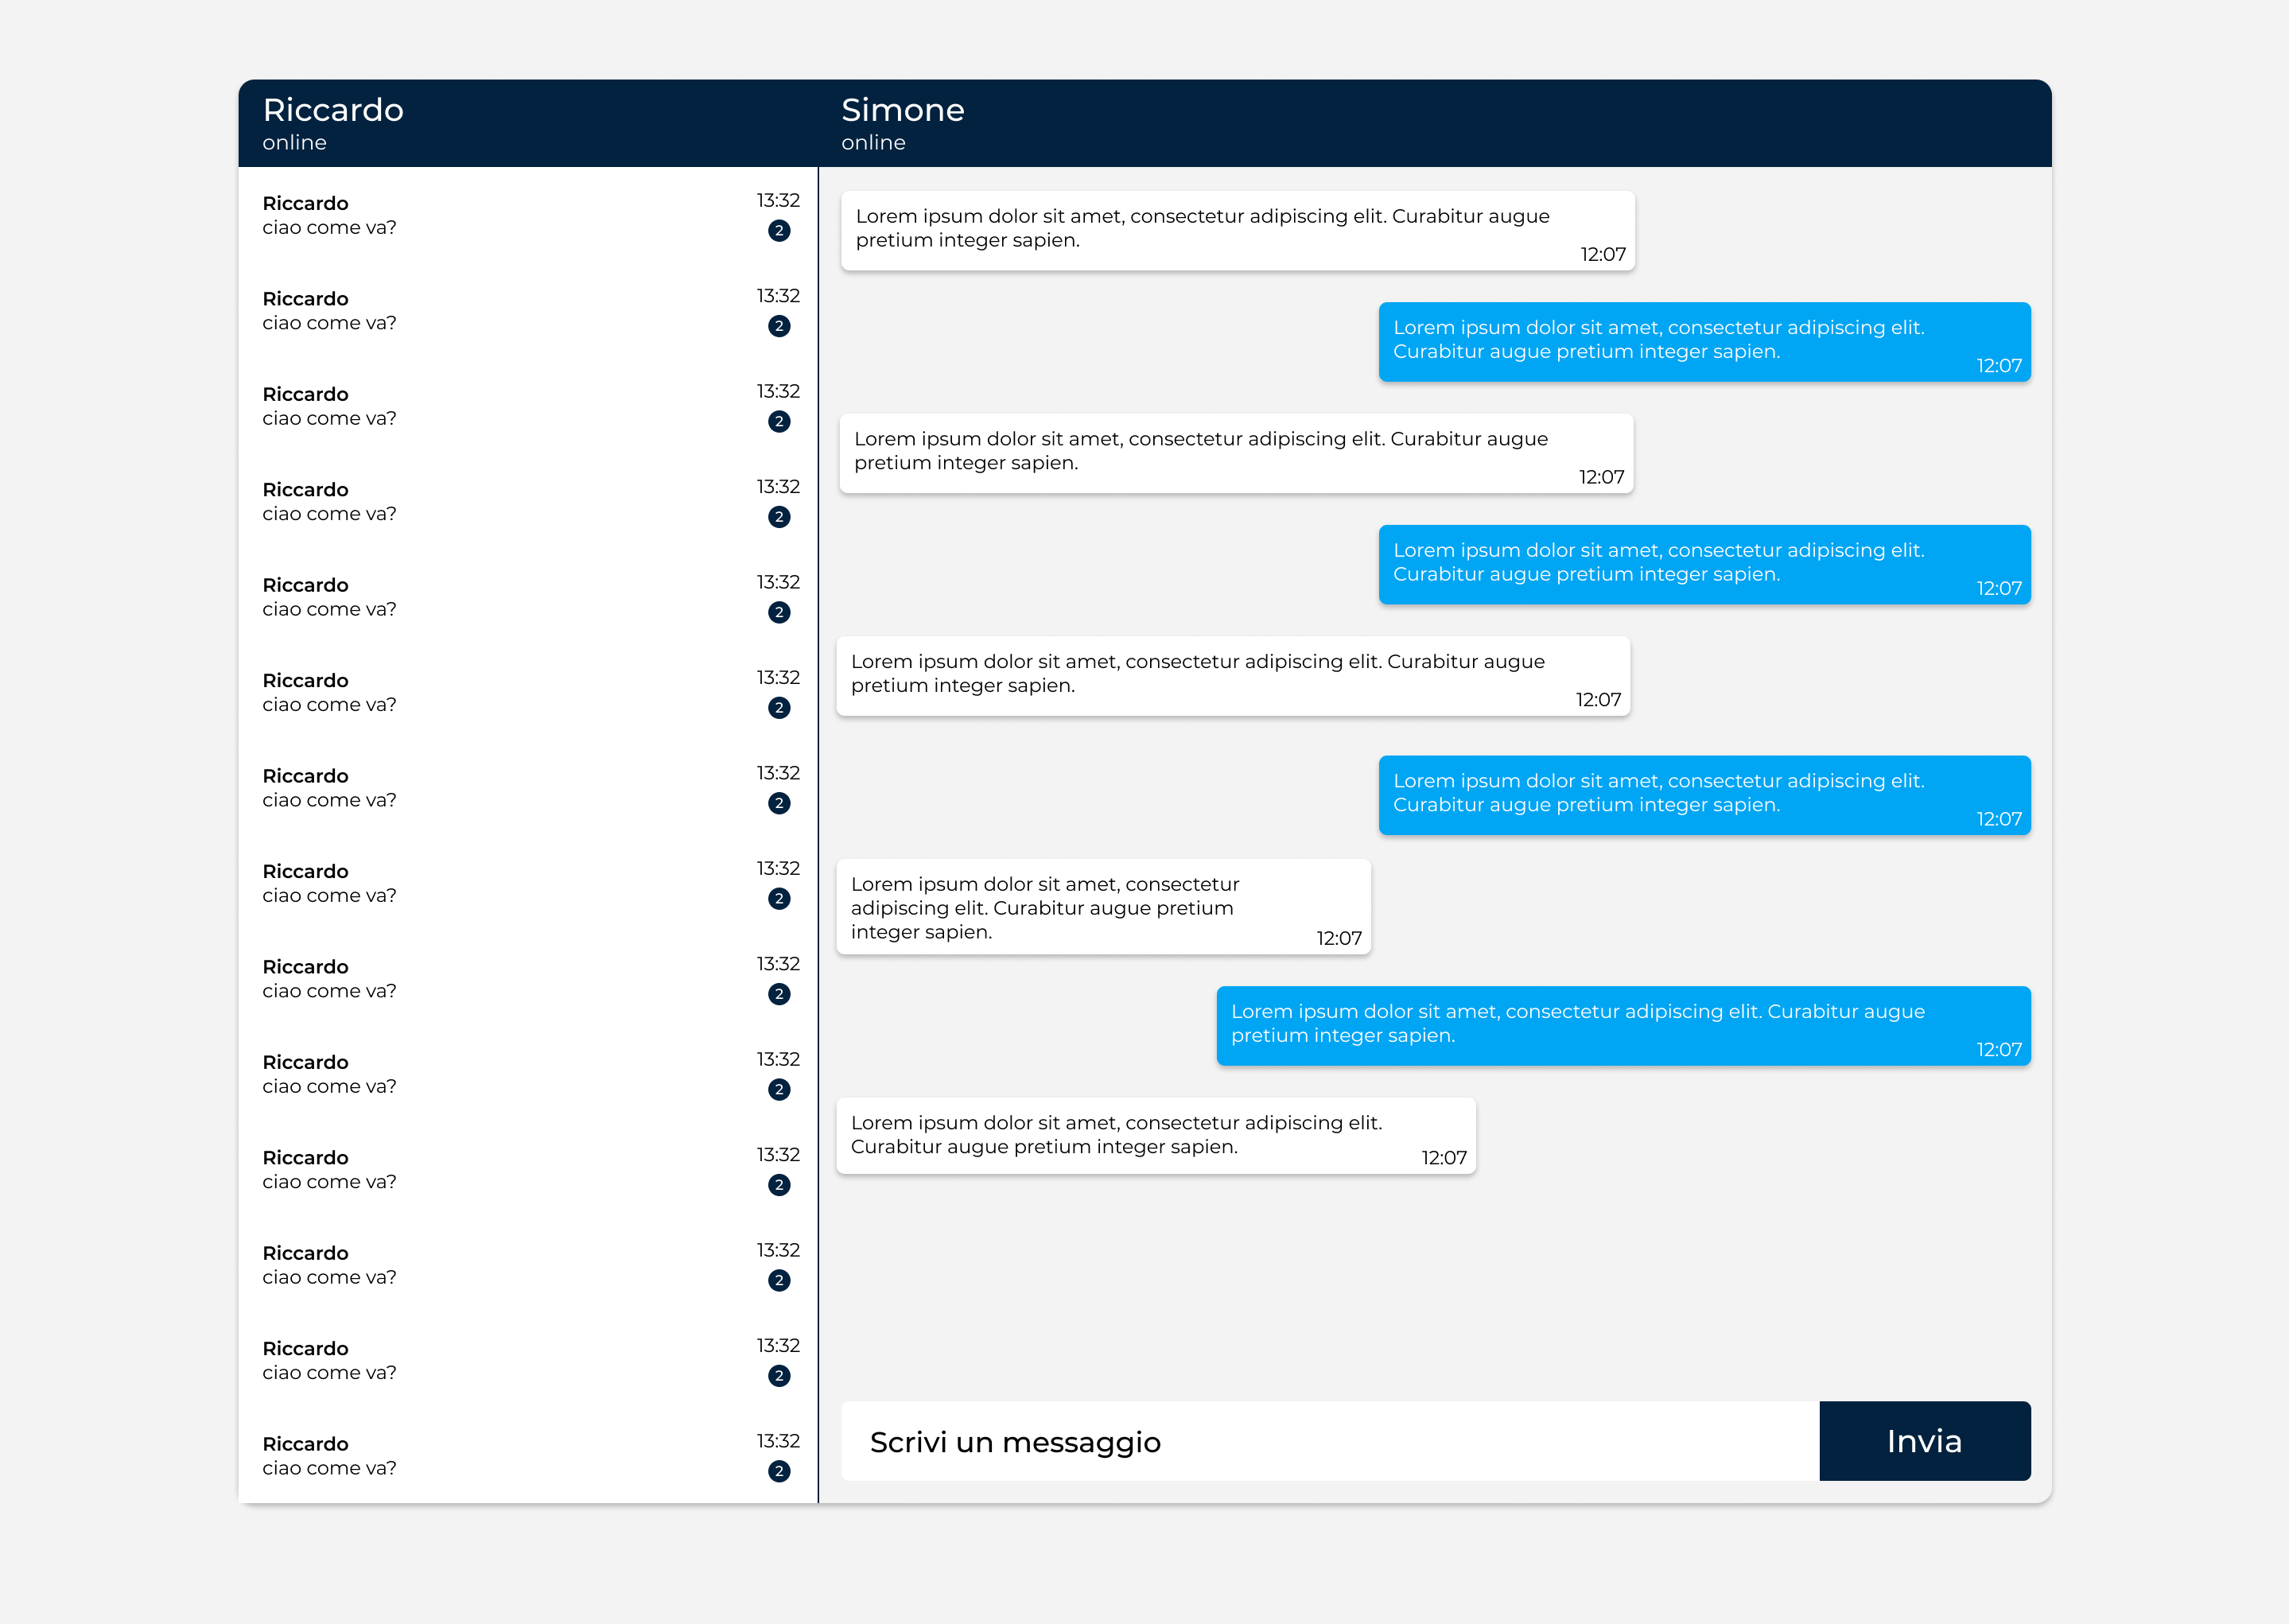 Riccardo
online
Simone
online
Riccardo
ciao come va?
13:32
2
Riccardo
ciao come va?
13:32
2
Riccardo
ciao come va?
13:32
2
Riccardo
ciao come va?
13:32
2
Riccardo
ciao come va?
13:32
2
Riccardo
ciao come va?
13:32
2
Riccardo
ciao come va?
13:32
2
Riccardo
ciao come va?
13:32
2
Riccardo
ciao come va?
13:32
2
Riccardo
ciao come va?
13:32
2
Riccardo
ciao come va?
13:32
2
Riccardo
ciao come va?
13:32
2
Riccardo
ciao come va?
13:32
2
Riccardo
ciao come va?
13:32
2
Lorem ipsum dolor sit amet, consectetur adipiscing elit. Curabitur augue
pretium integer sapien.
12:07
Lorem ipsum dolor sit amet, consectetur adipiscing elit.
Curabitur augue pretium integer sapien.
12:07
Lorem ipsum dolor sit amet, consectetur adipiscing elit. Curabitur augue
pretium integer sapien.
12:07
Lorem ipsum dolor sit amet, consectetur adipiscing elit.
Curabitur augue pretium integer sapien.
12:07
Lorem ipsum dolor sit amet, consectetur adipiscing elit. Curabitur augue
pretium integer sapien.
12:07
Lorem ipsum dolor sit amet, consectetur adipiscing elit.
Curabitur augue pretium integer sapien.
12:07
Lorem ipsum dolor sit amet, consectetur
adipiscing elit. Curabitur augue pretium
integer sapien.
12:07
Lorem ipsum dolor sit amet, consectetur adipiscing elit. Curabitur augue
pretium integer sapien.
12:07
Lorem ipsum dolor sit amet, consectetur adipiscing elit.
Curabitur augue pretium integer sapien.
12:07
Scrivi un messaggio
Invia